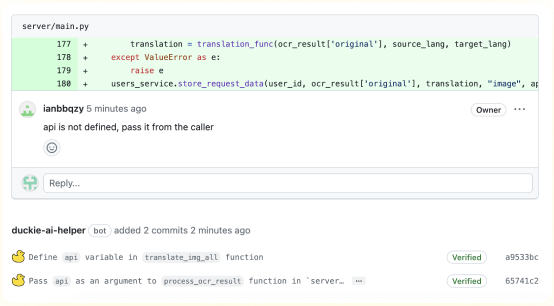 server/main.py
177 + translation = translation_func(ocr_result['original'], source_lang, target_lang)
178 + except ValueError as e:
179 + raise e
180 + users_service.store_request_data(user_id, ocr_result['original'], translation, "image", ap
ianbbqzy 5 minutes ago Owner ...
api is not defined, pass it from the caller
Reply...
duckie-ai-helper bot added 2 commits 2 minutes ago
Define api variable in translate_img_all function Verified a9533bc
Pass api as an argument to process_ocr_result function in `server… ... Verified 65741c2